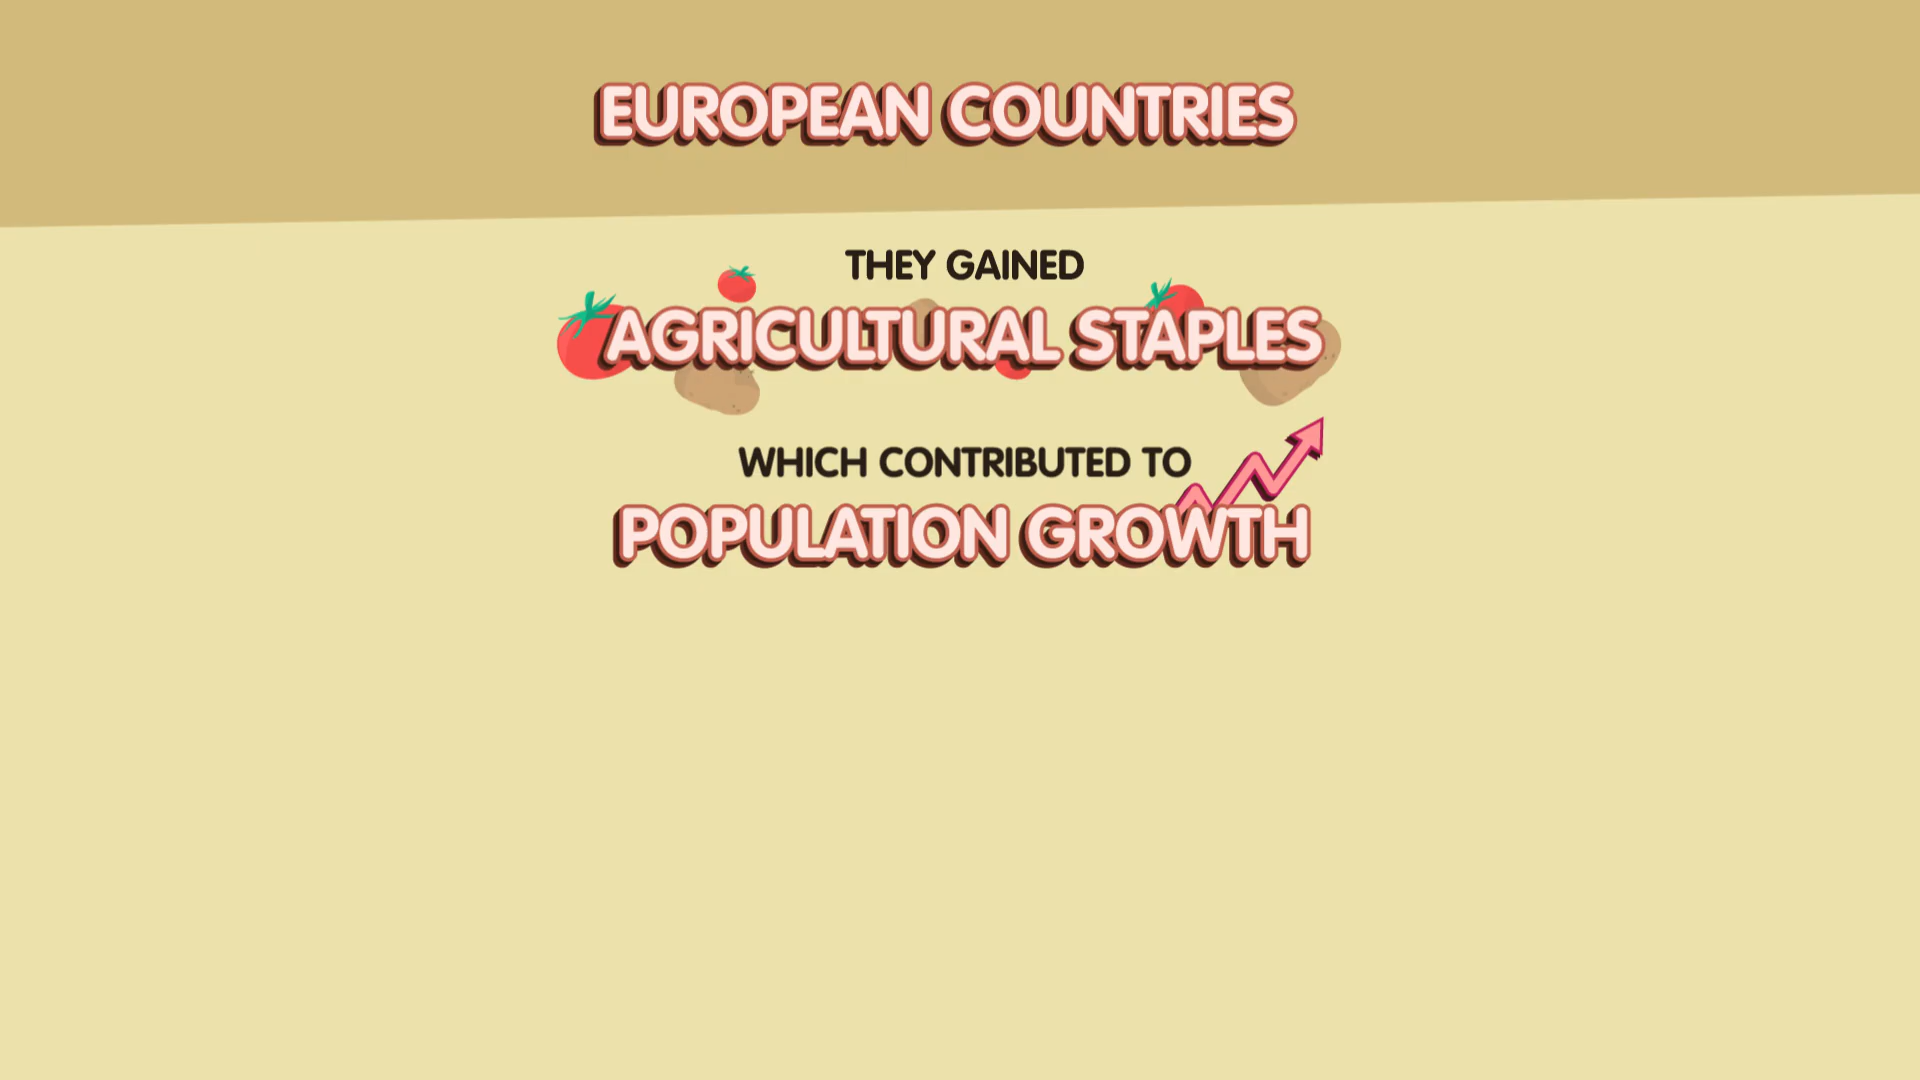 EUROPEAN COUNTRIES
THEY GAINED
AGRICULTURAL STAPLES
WHICH CONTRIBUTED TO
POPULATION GROWTH